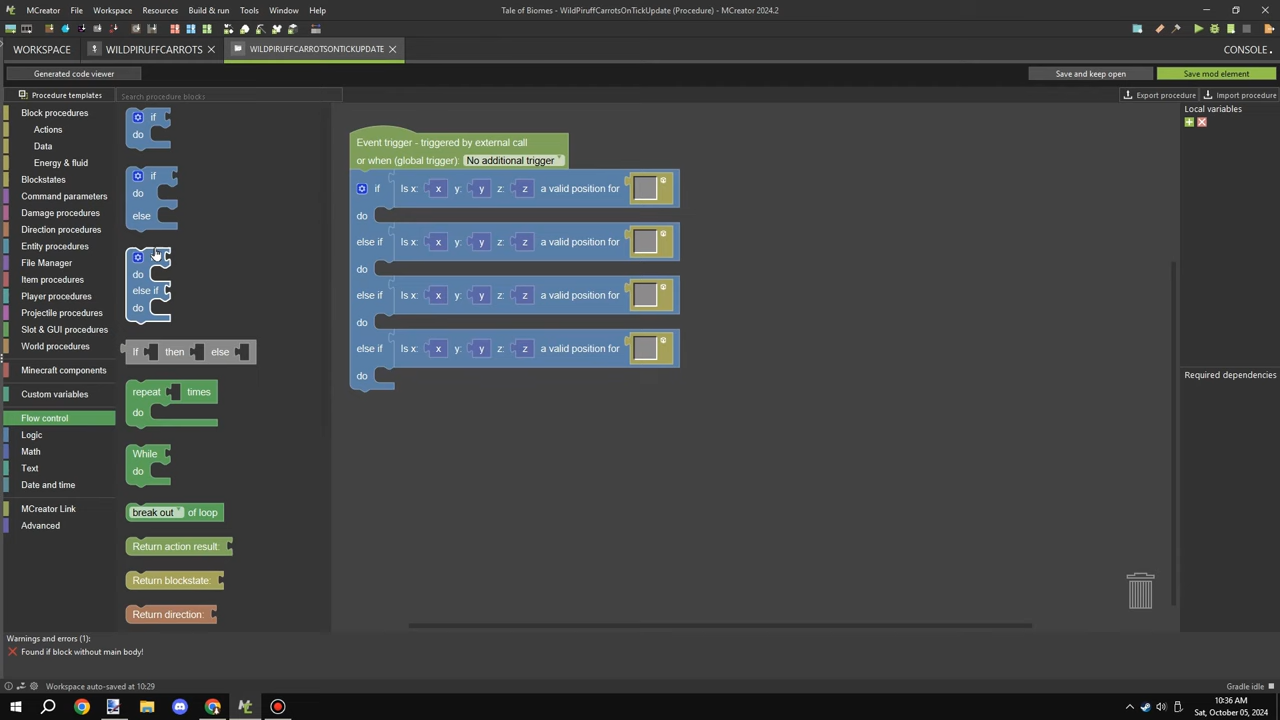 MCreator File Workspace Resources Build & run Tools Window Help Tale of Biomes - WildPiruffCarrotsOnTickUpdate (Procedure) - MCreator 2024.2
WORKSPACE WILDPIRUFFCARROTS WILDPIRUFFCARROTSONTICKUPDATE CONSOLE
Generated code viewer Save and keep open Save mod element
Procedure templates Search procedure blocks Export procedure Import procedure
Block procedures
Actions
Data
Energy & fluid
Blockstates
Command parameters
Damage procedures
Direction procedures
Entity procedures
File Manager
Item procedures
Player procedures
Projectile procedures
Slot & GUI procedures
World procedures
Minecraft components
Custom variables
Flow control
Logic
Math
Text
Date and time
MCreator Link
Advanced
if
do
if
do
else
do
else if
do
If then else
repeat times
do
While
do
break out of loop
Return action result:
Return blockstate:
Return direction:
Event trigger - triggered by external call
or when (global trigger): No additional trigger
if Is x: x y: y z: z a valid position for
do
else if Is x: x y: y z: z a valid position for
do
else if Is x: x y: y z: z a valid position for
do
else if Is x: x y: y z: z a valid position for
do
Local variables
Required dependencies
Warnings and errors (1):
Found if block without main body!
Workspace auto-saved at 10:29 Gradle idle
10:36 AM
Sat, October 05, 2024